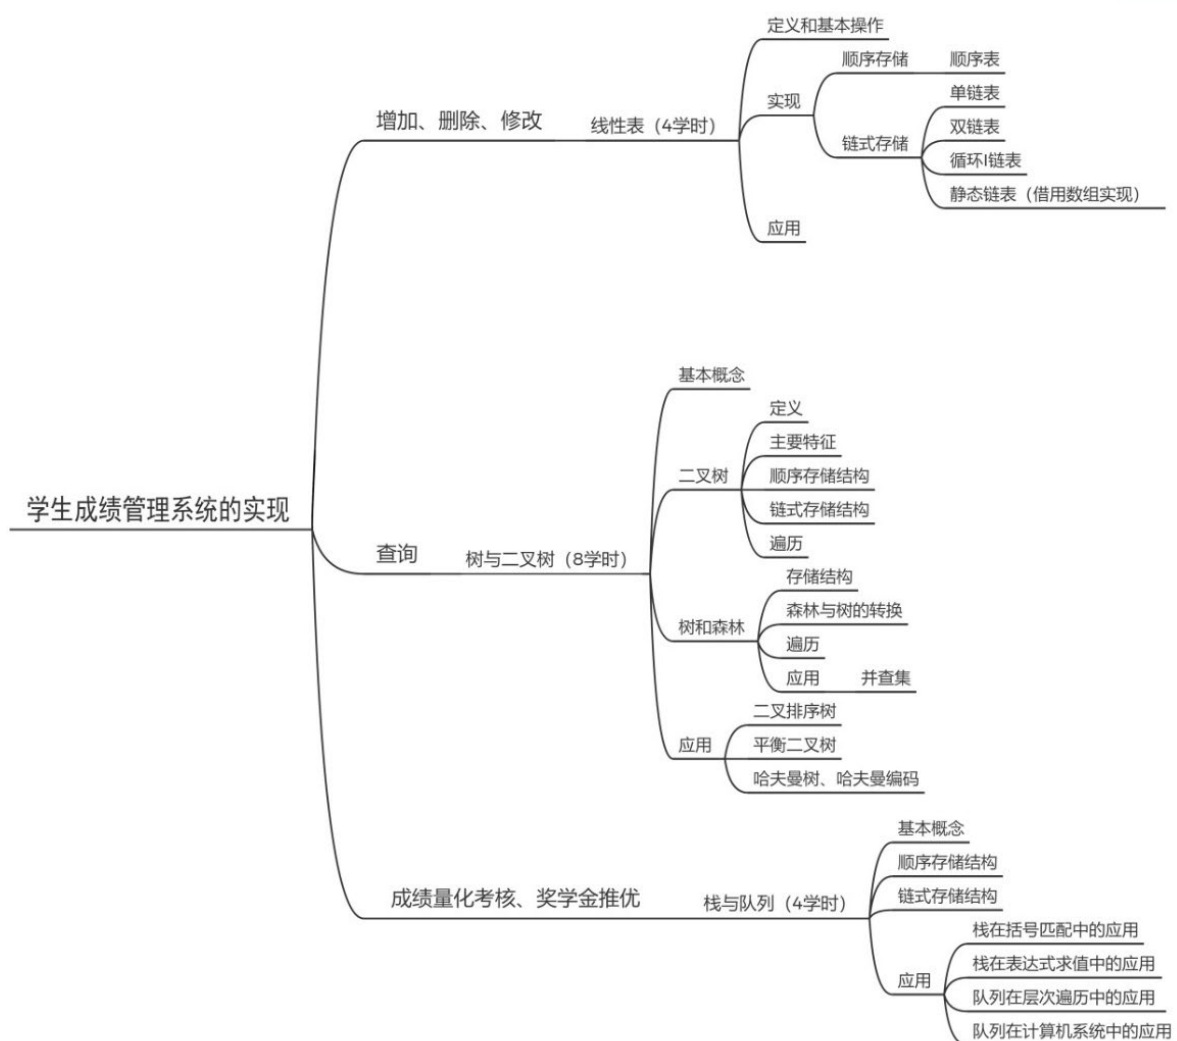 学生成绩管理系统的实现
增加、删除、修改
线性表（4学时）
定义和基本操作
实现
顺序存储
顺序表
链式存储
单链表
双链表
循环I链表
静态链表（借用数组实现）
应用
查询
树与二叉树（8学时）
基本概念
二叉树
定义
主要特征
顺序存储结构
链式存储结构
遍历
树和森林
存储结构
森林与树的转换
遍历
应用
并查集
应用
二叉排序树
平衡二叉树
哈夫曼树、哈夫曼编码
成绩量化考核、奖学金推优
栈与队列（4学时）
基本概念
顺序存储结构
链式存储结构
应用
栈在括号匹配中的应用
栈在表达式求值中的应用
队列在层次遍历中的应用
队列在计算机系统中的应用